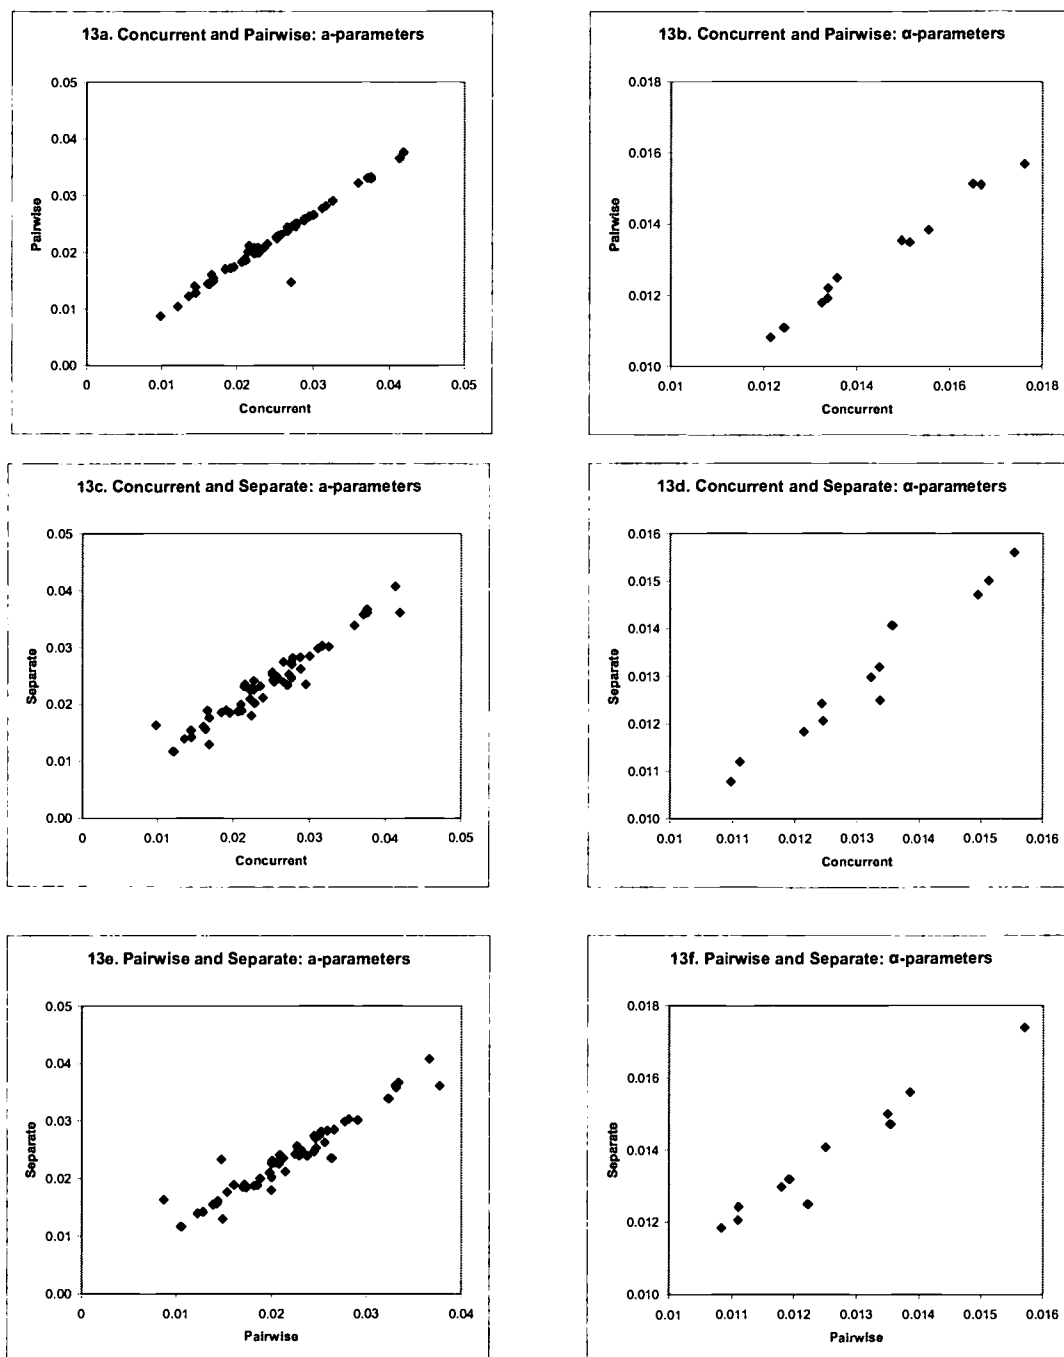 13a. Concurrent and Pairwise: a-parameters
0.05
0.04
0.03
0.02
0.01
0.00
Pairwise
0 0.01 0.02 0.03 0.04 0.05
Concurrent
13b. Concurrent and Pairwise: α-parameters
0.018
0.016
0.014
0.012
0.010
Pairwise
0.01 0.012 0.014 0.016 0.018
Concurrent
13c. Concurrent and Separate: a-parameters
0.05
0.04
0.03
0.02
0.01
0.00
Separate
0 0.01 0.02 0.03 0.04 0.05
Concurrent
13d. Concurrent and Separate: α-parameters
0.016
0.015
0.014
0.013
0.012
0.011
0.010
Separate
0.01 0.011 0.012 0.013 0.014 0.015 0.016
Concurrent
13e. Pairwise and Separate: a-parameters
0.05
0.04
0.03
0.02
0.01
0.00
Separate
0 0.01 0.02 0.03 0.04
Pairwise
13f. Pairwise and Separate: α-parameters
0.018
0.016
0.014
0.012
0.010
Separate
0.01 0.011 0.012 0.013 0.014 0.015 0.016
Pairwise